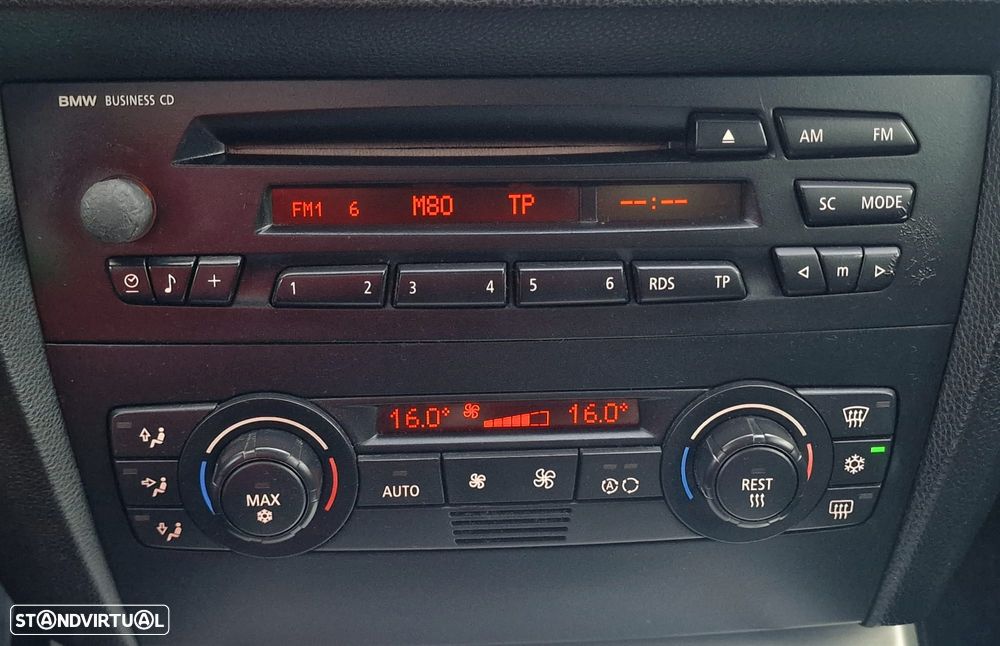 BMW BUSINESS CD
AM FM
FM1 6 M80 TP --:--
SC MODE
+
1 2 3 4 5 6 RDS TP m
16.0° 16.0°
MAX
AUTO
A
REST
STANDVIRTUAL